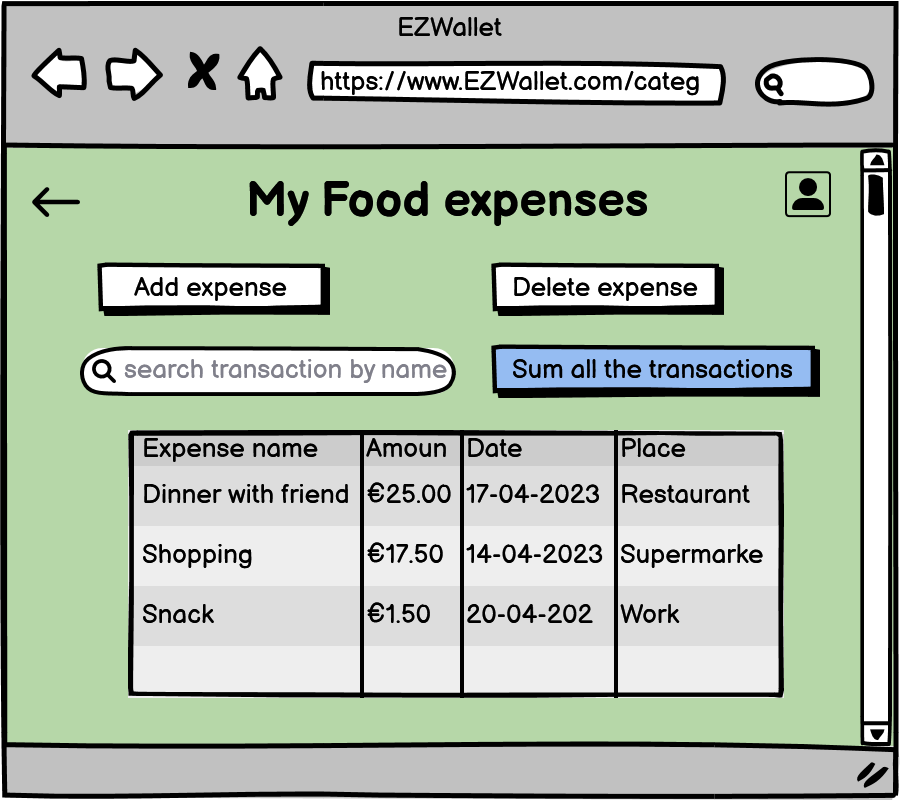 EZWallet
https://www.EZWallet.com/categ
My Food expenses
Add expense
Delete expense
search transaction by name
Sum all the transactions
Expense name Amoun Date Place
Dinner with friend €25.00 17-04-2023 Restaurant
Shopping €17.50 14-04-2023 Supermarke
Snack €1.50 20-04-202 Work